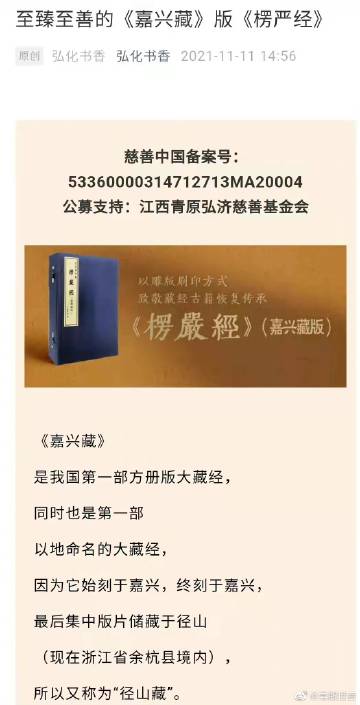 至臻至善的《嘉兴藏》版《楞严经》
原创 弘化书香 弘化书香 2021-11-11 14:56
慈善中国备案号：
53360000314712713MA20004
公募支持：江西青原弘济慈善基金会
以雕版刷印方式
致敬藏经古籍恢复传承
《楞嚴經》（嘉兴藏版）
楞嚴經
《嘉兴藏》
是我国第一部方册版大藏经，
同时也是第一部
以地命名的大藏经，
因为它始刻于嘉兴，终刻于嘉兴，
最后集中版片储藏于径山
（现在浙江省余杭县境内），
所以又称为“径山藏”。